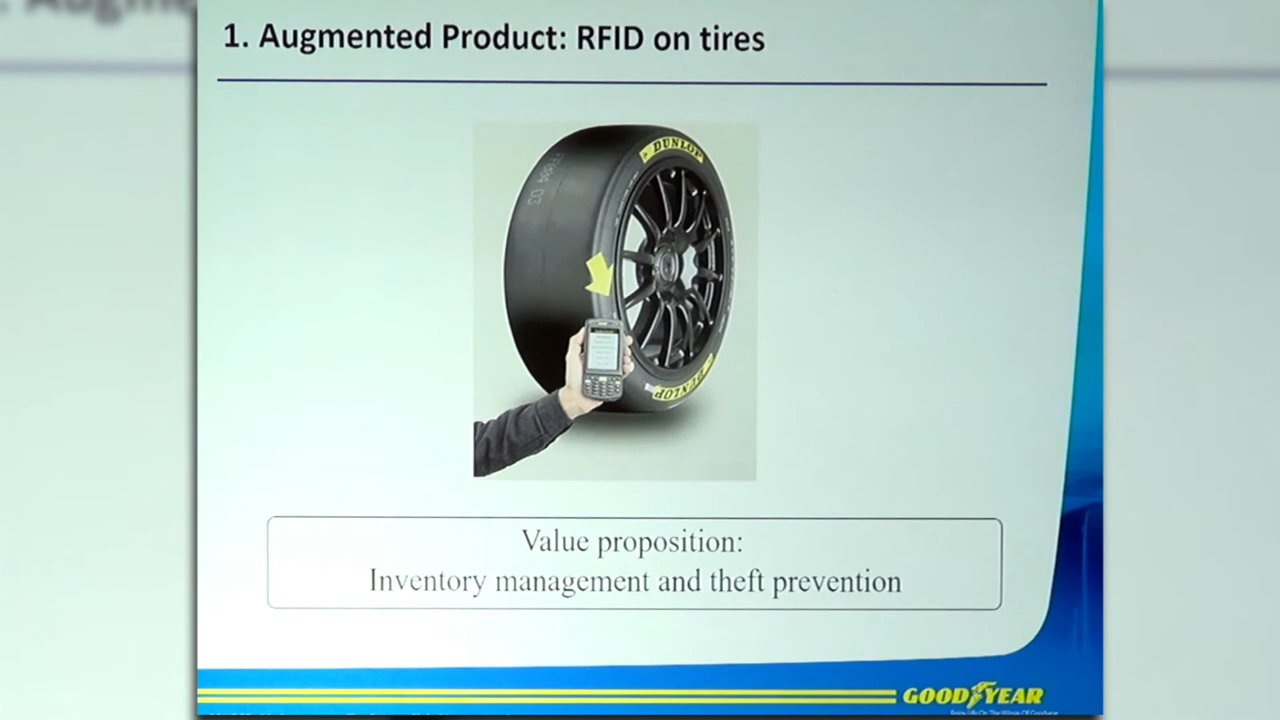 1. Augmented Product: RFID on tires
DUNLOP
DUNLOP
Value proposition:
Inventory management and theft prevention
GOODYEAR